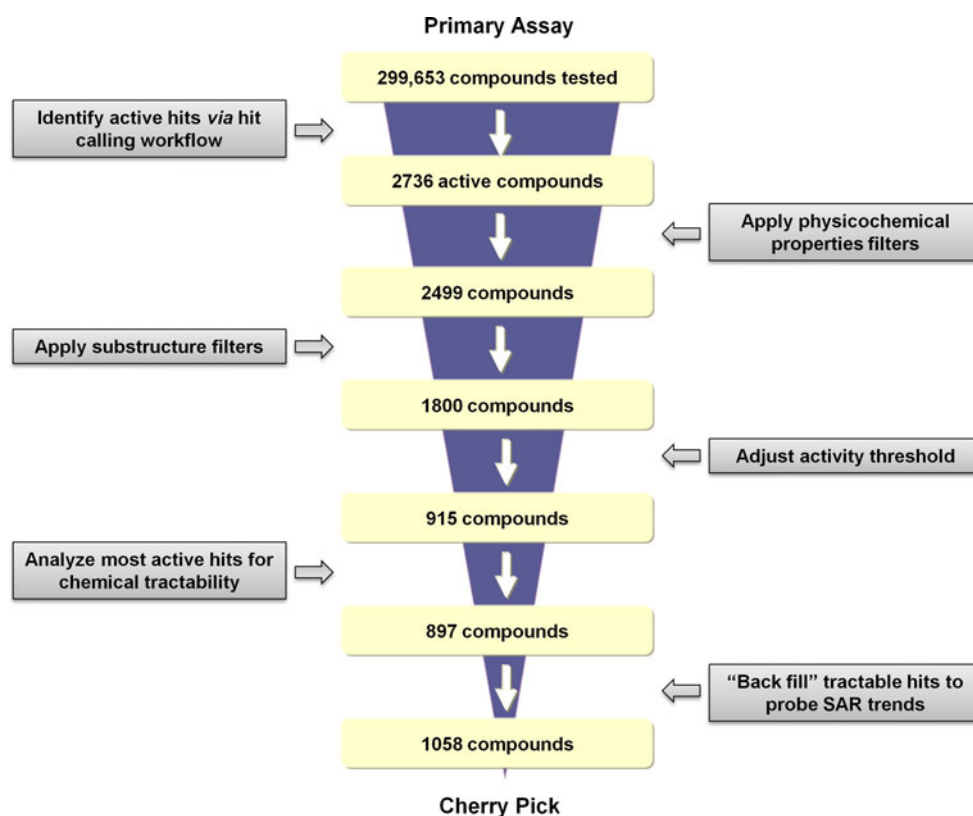 Primary Assay
299,653 compounds tested
Identify active hits via hit
calling workflow
2736 active compounds
Apply physicochemical
properties filters
2499 compounds
Apply substructure filters
1800 compounds
Adjust activity threshold
915 compounds
Analyze most active hits for
chemical tractability
897 compounds
“Back fill” tractable hits to
probe SAR trends
1058 compounds
Cherry Pick